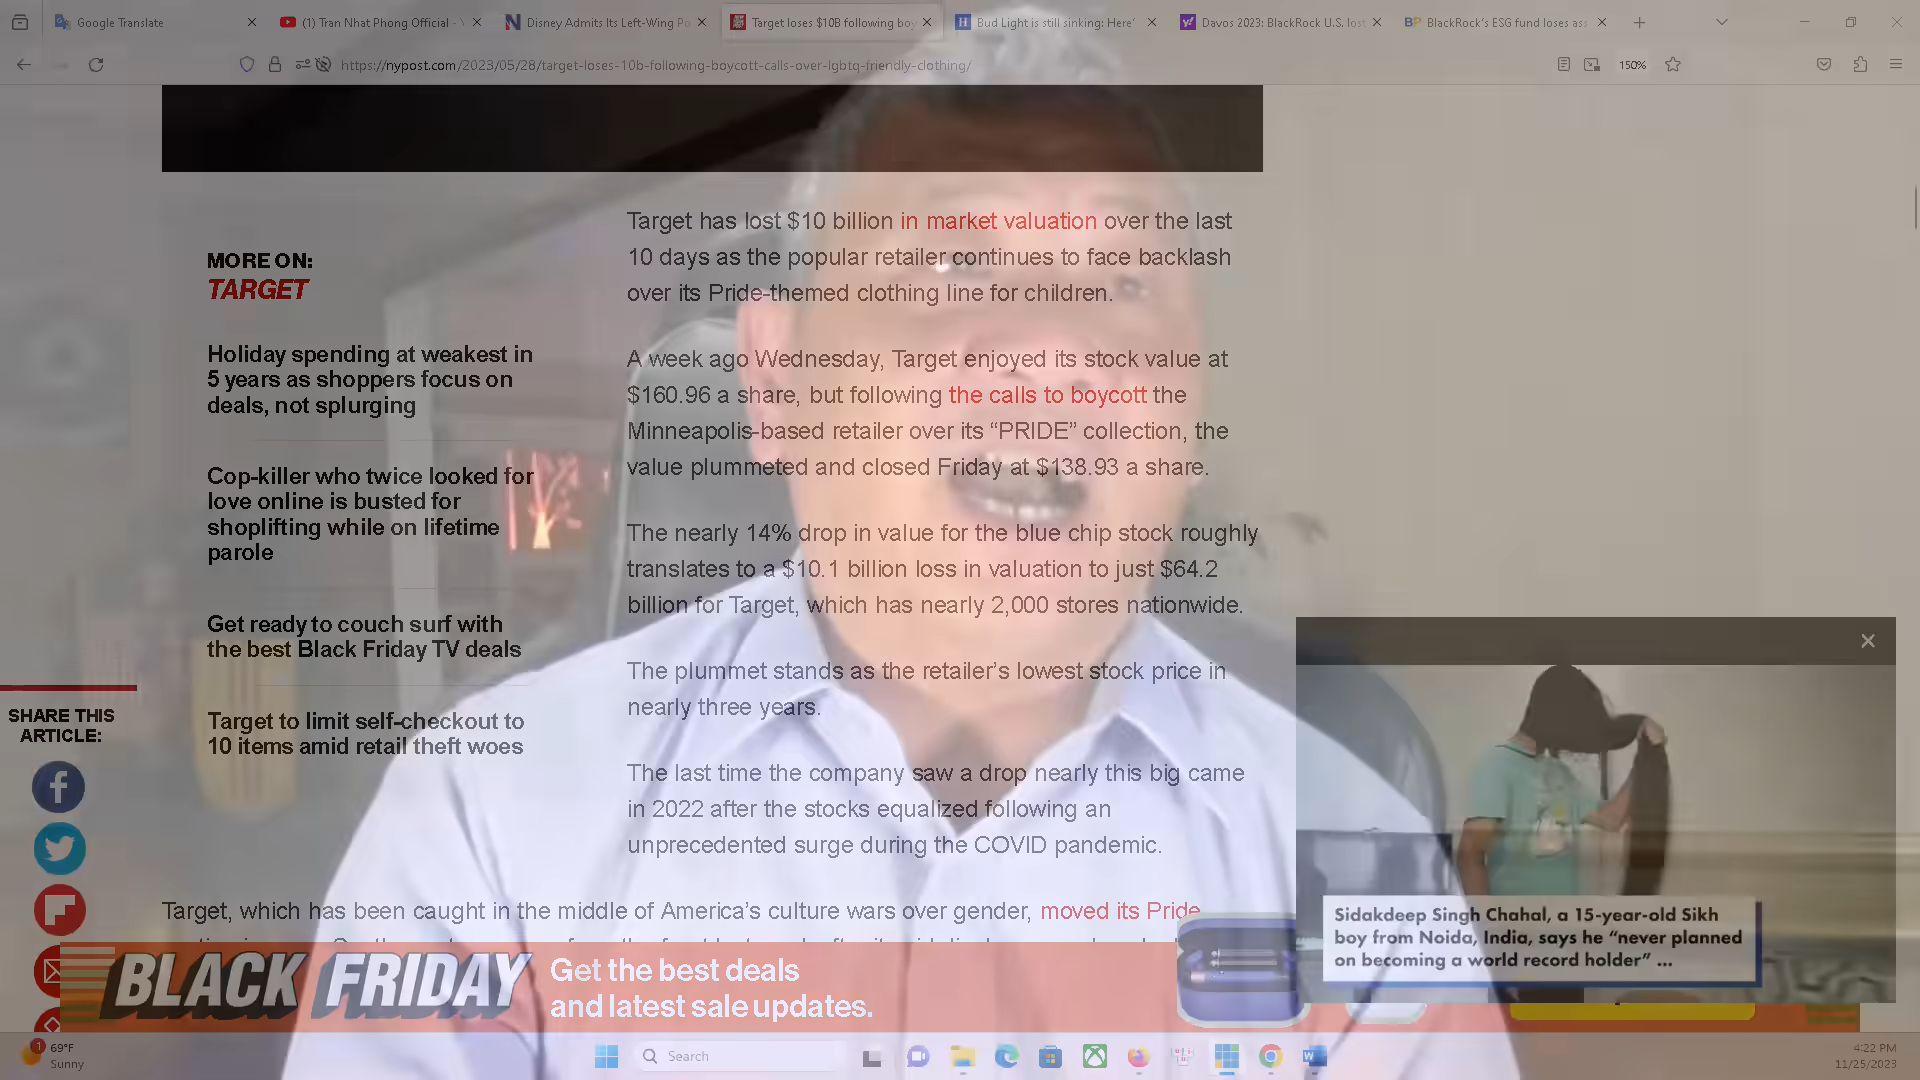 Google Translate
(1) Tran Nhat Phong Official -
Disney Admits Its Left-Wing Po
Target loses $10B following boy
Bud Light is still sinking: Here'
Davos 2023: BlackRock U.S. lost
BlackRock's ESG fund loses ass
https://nypost.com/2023/05/28/target-loses-10b-following-boycott-calls-over-lgbtq-friendly-clothing/
150%
MORE ON:
TARGET
Holiday spending at weakest in
5 years as shoppers focus on
deals, not splurging
Cop-killer who twice looked for
love online is busted for
shoplifting while on lifetime
parole
Get ready to couch surf with
the best Black Friday TV deals
Target to limit self-checkout to
10 items amid retail theft woes
SHARE THIS
ARTICLE:
Target has lost $10 billion in market valuation over the last
10 days as the popular retailer continues to face backlash
over its Pride-themed clothing line for children.
A week ago Wednesday, Target enjoyed its stock value at
$160.96 a share, but following the calls to boycott the
Minneapolis-based retailer over its “PRIDE” collection, the
value plummeted and closed Friday at $138.93 a share.
The nearly 14% drop in value for the blue chip stock roughly
translates to a $10.1 billion loss in valuation to just $64.2
billion for Target, which has nearly 2,000 stores nationwide.
The plummet stands as the retailer’s lowest stock price in
nearly three years.
The last time the company saw a drop nearly this big came
in 2022 after the stocks equalized following an
unprecedented surge during the COVID pandemic.
Target, which has been caught in the middle of America’s culture wars over gender, moved its Pride
Sidakdeep Singh Chahal, a 15-year-old Sikh
boy from Noida, India, says he “never planned
on becoming a world record holder” ...
BLACK FRIDAY
Get the best deals
and latest sale updates.
1
69°F
Sunny
Search
4:22 PM
11/25/2023